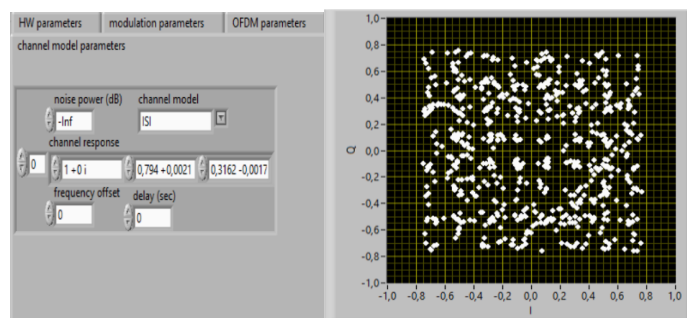 HW parameters modulation parameters OFDM parameters
channel model parameters
noise power (dB) channel model
-Inf ISI
channel response
0 1 +0 i 0,794 +0,0021 0,3162 -0,0017
frequency offset delay (sec)
0 0
1,0
0,8
0,6
0,4
0,2
0,0
-0,2
-0,4
-0,6
-0,8
-1,0
Q
-1,0 -0,8 -0,6 -0,4 -0,2 0,0 0,2 0,4 0,6 0,8 1,0
I